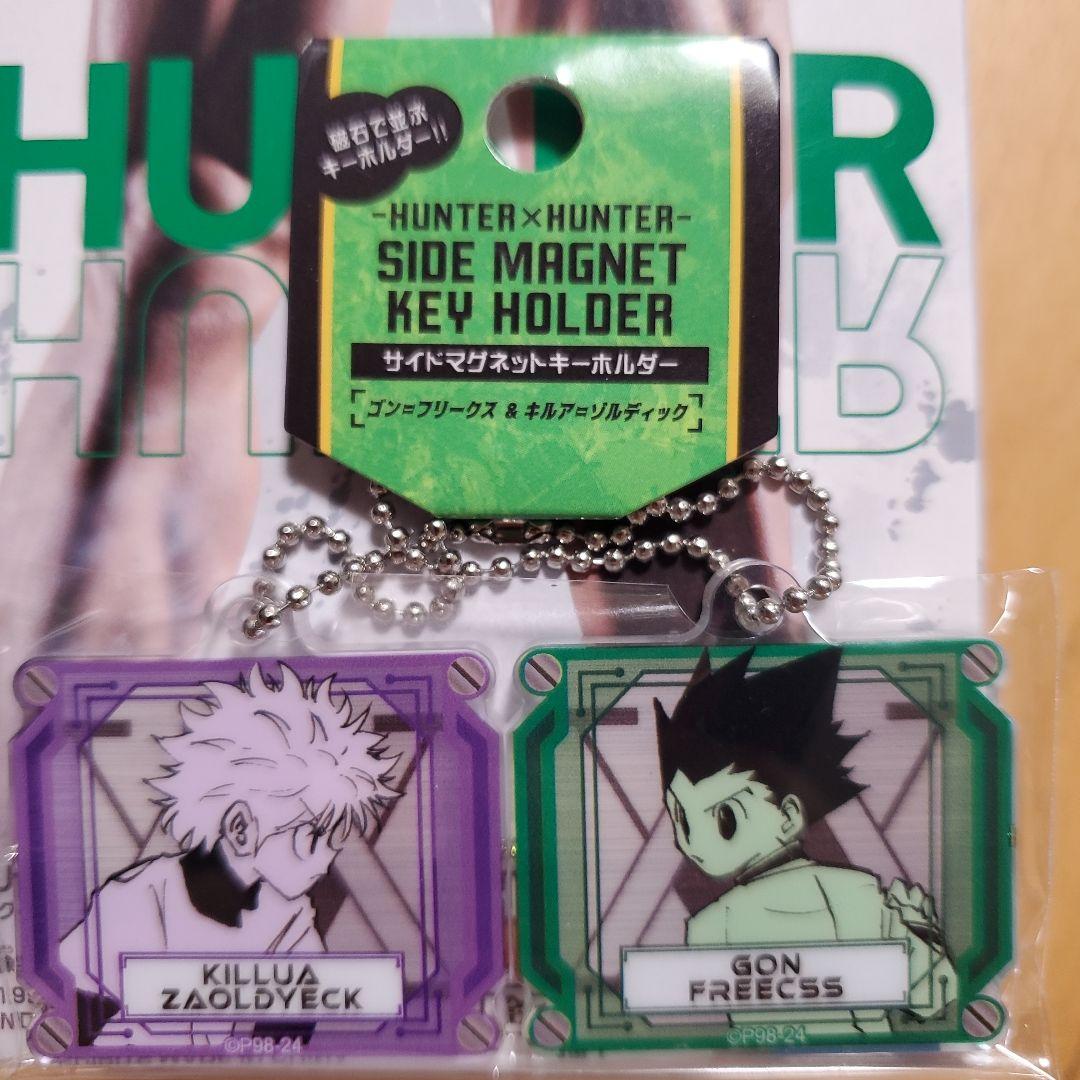 HUNTER
HUNTER
磁石で並ぶ
キーホルダー!!
-HUNTER×HUNTER-
SIDE MAGNET
KEY HOLDER
サイドマグネットキーホルダー
ゴン=フリークス & キルア=ゾルディック
KILLUA
ZAOLDYECK
©P98-24
GON
FREECSS
©P98-24